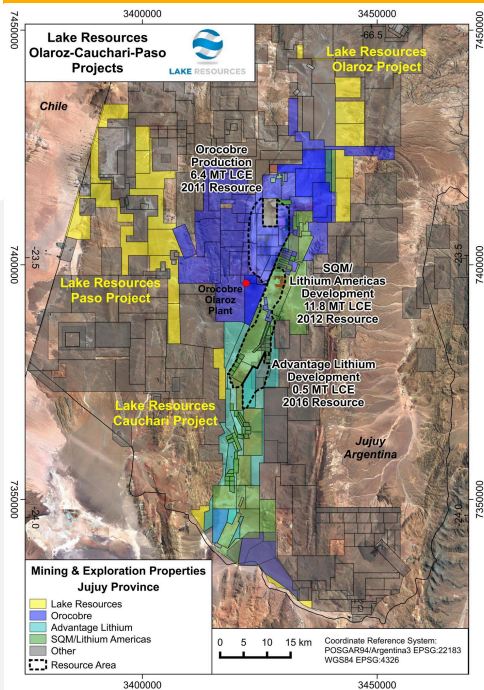 3400000
3450000
7450000
7450000
Lake Resources
Olaroz-Cauchari-Paso
Projects
LAKE RESOURCES
-66.5
Lake Resources
Olaroz Project
Chile
Orocobre
Production
6.4 MT LCE
2011 Resource
-23.5
-23.5
7400000
7400000
SQM/
Lithium Americas
Development
11.8 MT LCE
2012 Resource
Lake Resources
Paso Project
Orocobre
Olaroz
Plant
Advantage Lithium
Development
0.5 MT LCE
2016 Resource
Lake Resources
Cauchari Project
Jujuy
Argentina
7350000
7350000
-24.0
-24.0
Mining & Exploration Properties
Jujuy Province
Lake Resources
Orocobre
Advantage Lithium
SQM/Lithium Americas
Other
Resource Area
0 5 10 15 km
Coordinate Reference System:
POSGAR94/Argentina3 EPSG:22183
WGS84 EPSG:4326
3400000
3450000